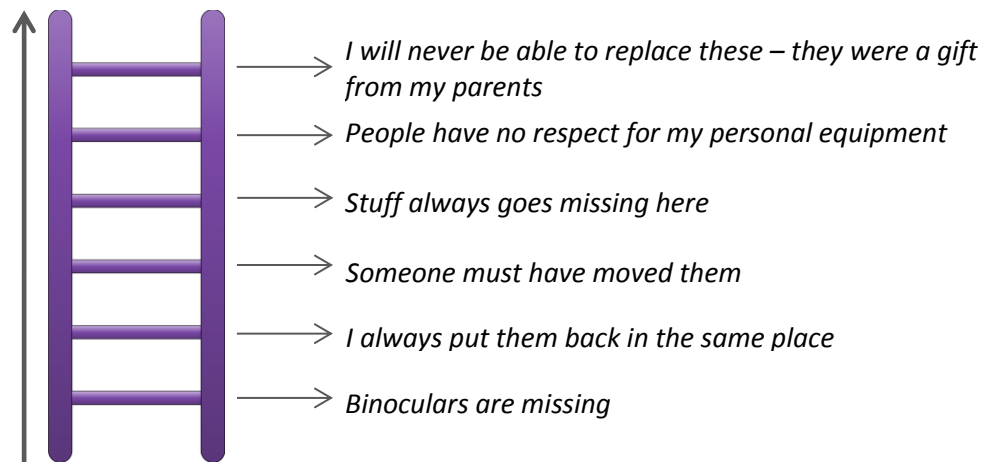 I will never be able to replace these – they were a gift
from my parents
People have no respect for my personal equipment
Stuff always goes missing here
Someone must have moved them
I always put them back in the same place
Binoculars are missing